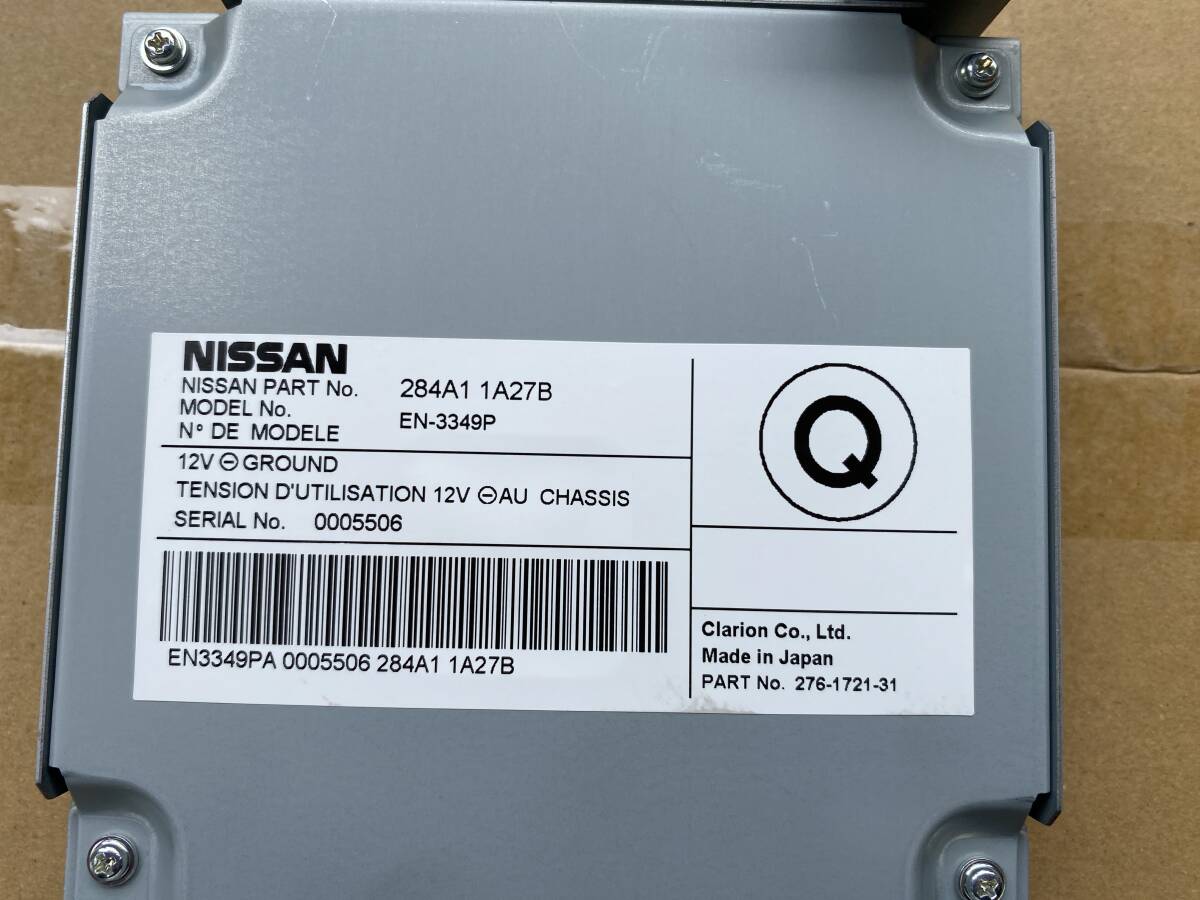 NISSAN
NISSAN PART No. 284A1 1A27B
MODEL No.
N° DE MODELE EN-3349P
12V ⊖ GROUND
TENSION D'UTILISATION 12V ⊖ AU CHASSIS
SERIAL No. 0005506
EN3349PA 0005506 284A1 1A27B
Q
Clarion Co., Ltd.
Made in Japan
PART No. 276-1721-31